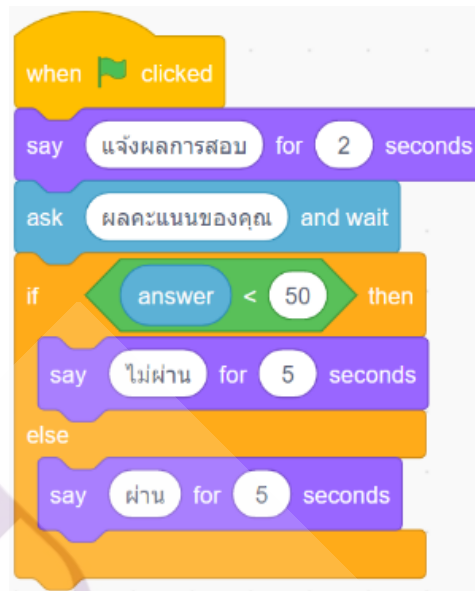 when clicked
say แจ้งผลการสอบ for 2 seconds
ask ผลคะแนนของคุณ and wait
if answer < 50 then
say ไม่ผ่าน for 5 seconds
else
say ผ่าน for 5 seconds